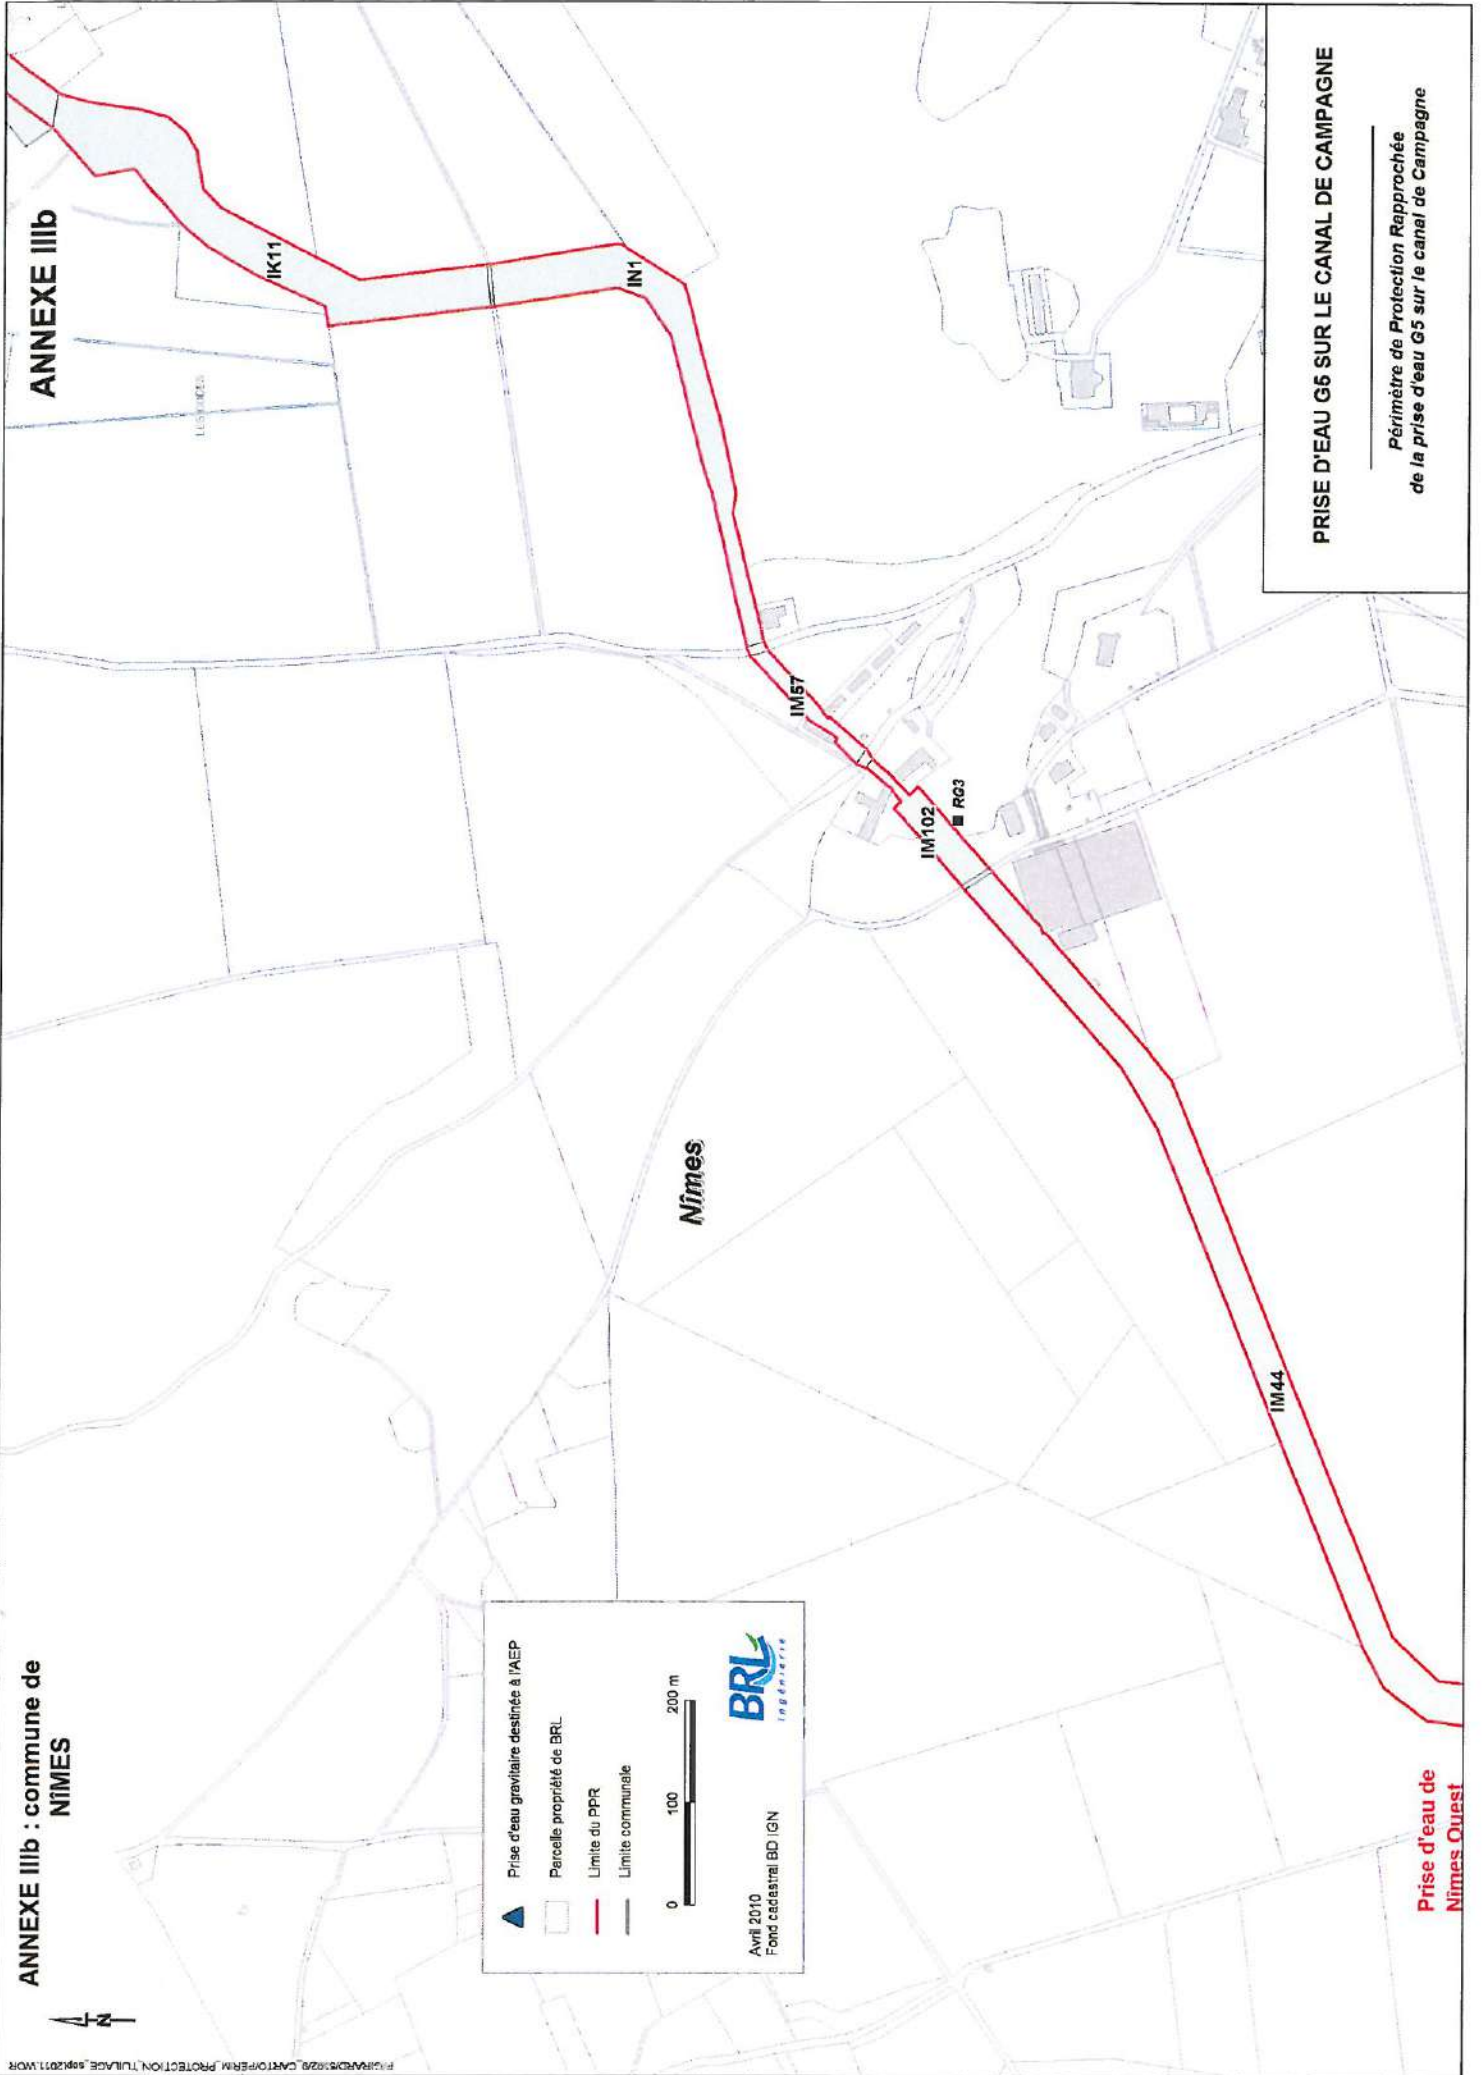 ANNEXE IIIb : commune de
NîMES
ANNEXE IIIb
N
IK11
IN1
IM57
IM102
RG3
Nîmes
IM44
Prise d'eau gravitaire destinée à l'AEP
Parcelle propriété de BRL
Limite du PPR
Limite communale
0 100 200 m
Avril 2010
Fond cadastral BD IGN
BRL
Ingénierie
Prise d'eau de
Nîmes Ouest
PRISE D'EAU G5 SUR LE CANAL DE CAMPAGNE
Périmètre de Protection Rapprochée
de la prise d'eau G5 sur le canal de Campagne